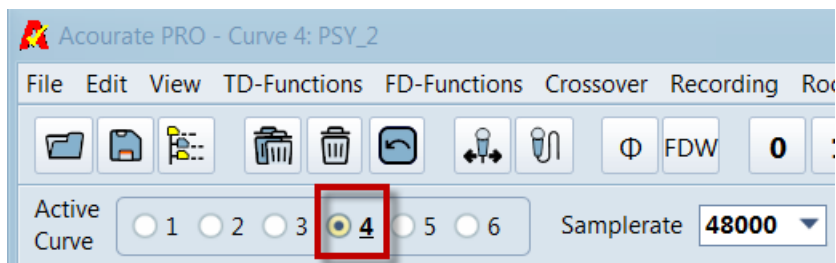 Acourate PRO - Curve 4: PSY_2
File Edit View TD-Functions FD-Functions Crossover Recording Roo
Φ FDW 0
Active Curve 1 2 3 4 5 6 Samplerate 48000